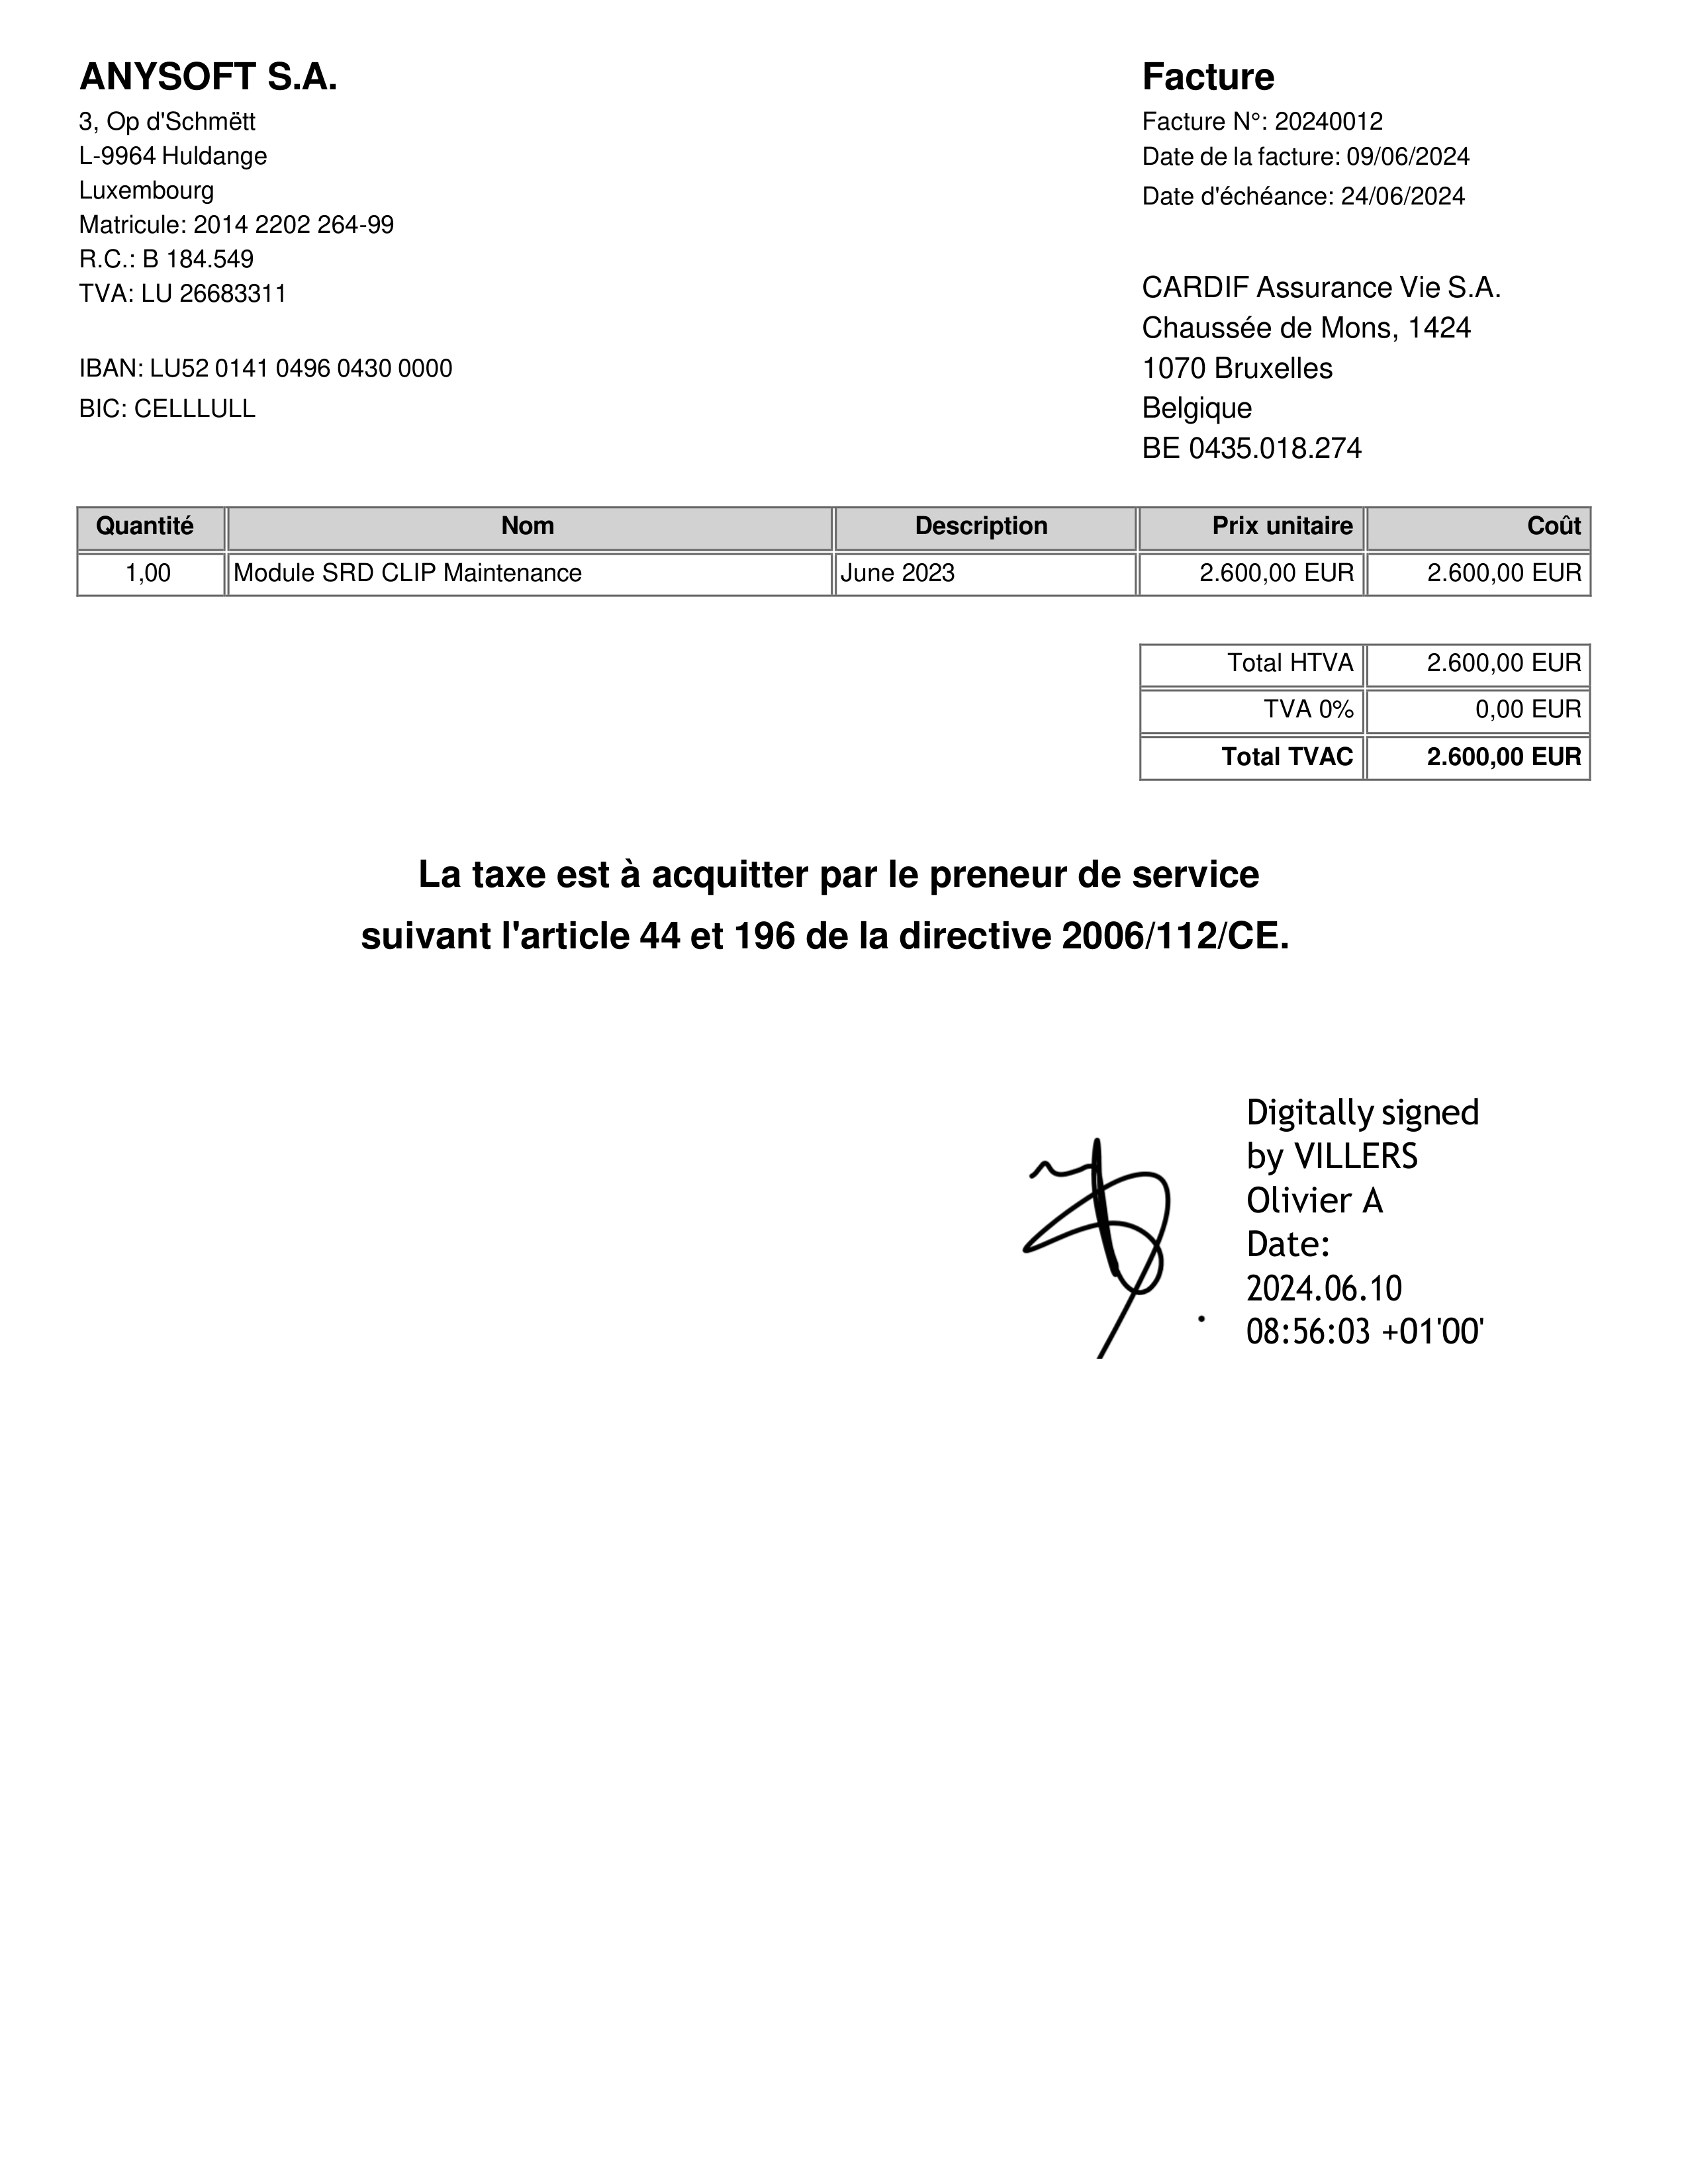 ANYSOFT S.A.
3, Op d'Schmëtt
L-9964 Huldange
Luxembourg
Matricule: 2014 2202 264-99
R.C.: B 184.549
TVA: LU 26683311
IBAN: LU52 0141 0496 0430 0000
BIC: CELLLULL
Facture
Facture N°: 20240012
Date de la facture: 09/06/2024
Date d'échéance: 24/06/2024
CARDIF Assurance Vie S.A.
Chaussée de Mons, 1424
1070 Bruxelles
Belgique
BE 0435.018.274
Quantité Nom Description Prix unitaire Coût
1,00 Module SRD CLIP Maintenance June 2023 2.600,00 EUR 2.600,00 EUR
Total HTVA 2.600,00 EUR
TVA 0% 0,00 EUR
Total TVAC 2.600,00 EUR
La taxe est à acquitter par le preneur de service
suivant l'article 44 et 196 de la directive 2006/112/CE.
Digitally signed
by VILLERS
Olivier A
Date:
2024.06.10
08:56:03 +01'00'